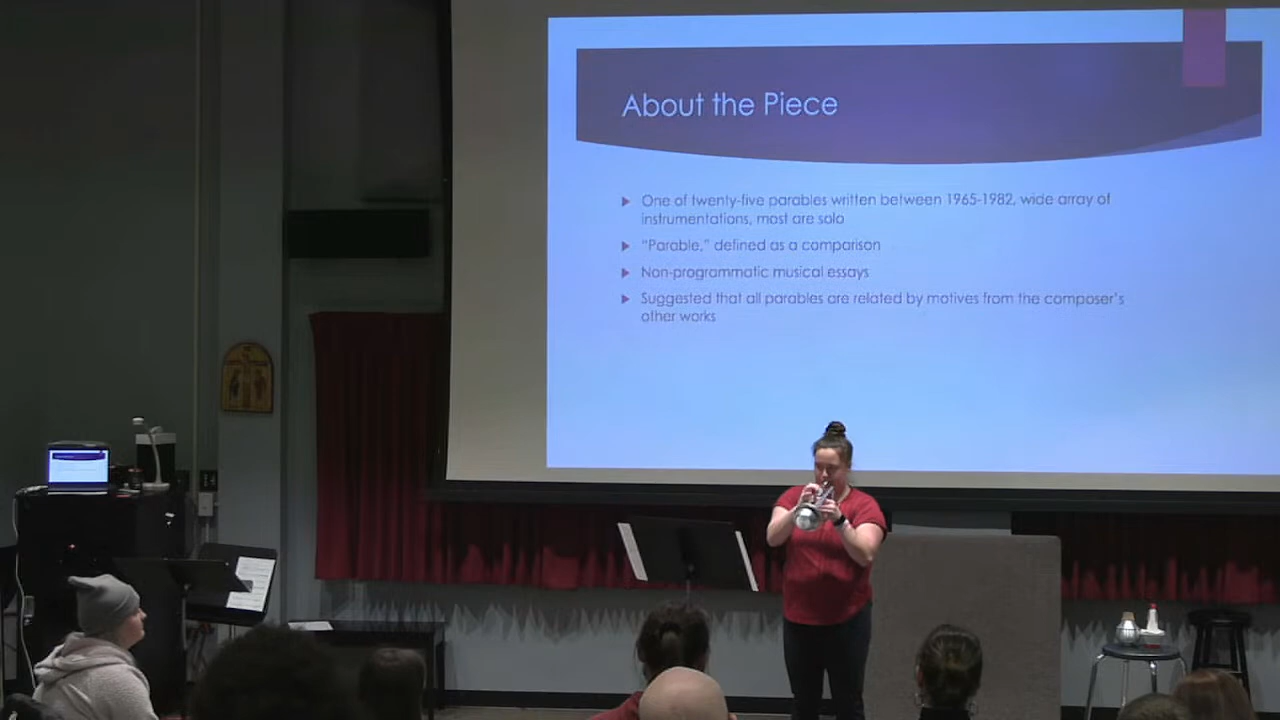 About the Piece
One of twenty-five parables written between 1965-1982, wide array of
instrumentations, most are solo
“Parable,” defined as a comparison
Non-programmatic musical essays
Suggested that all parables are related by motives from the composer’s
other works